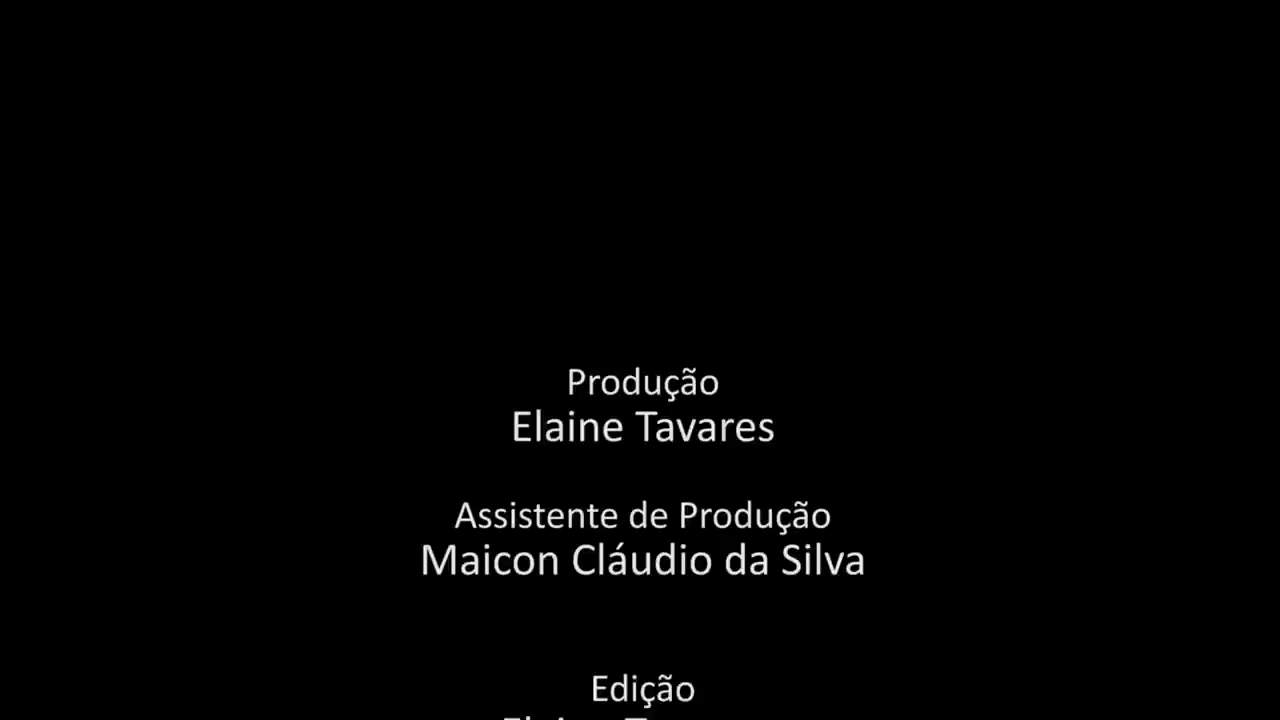 Produção
Elaine Tavares
Assistente de Produção
Maicon Cláudio da Silva
Edição